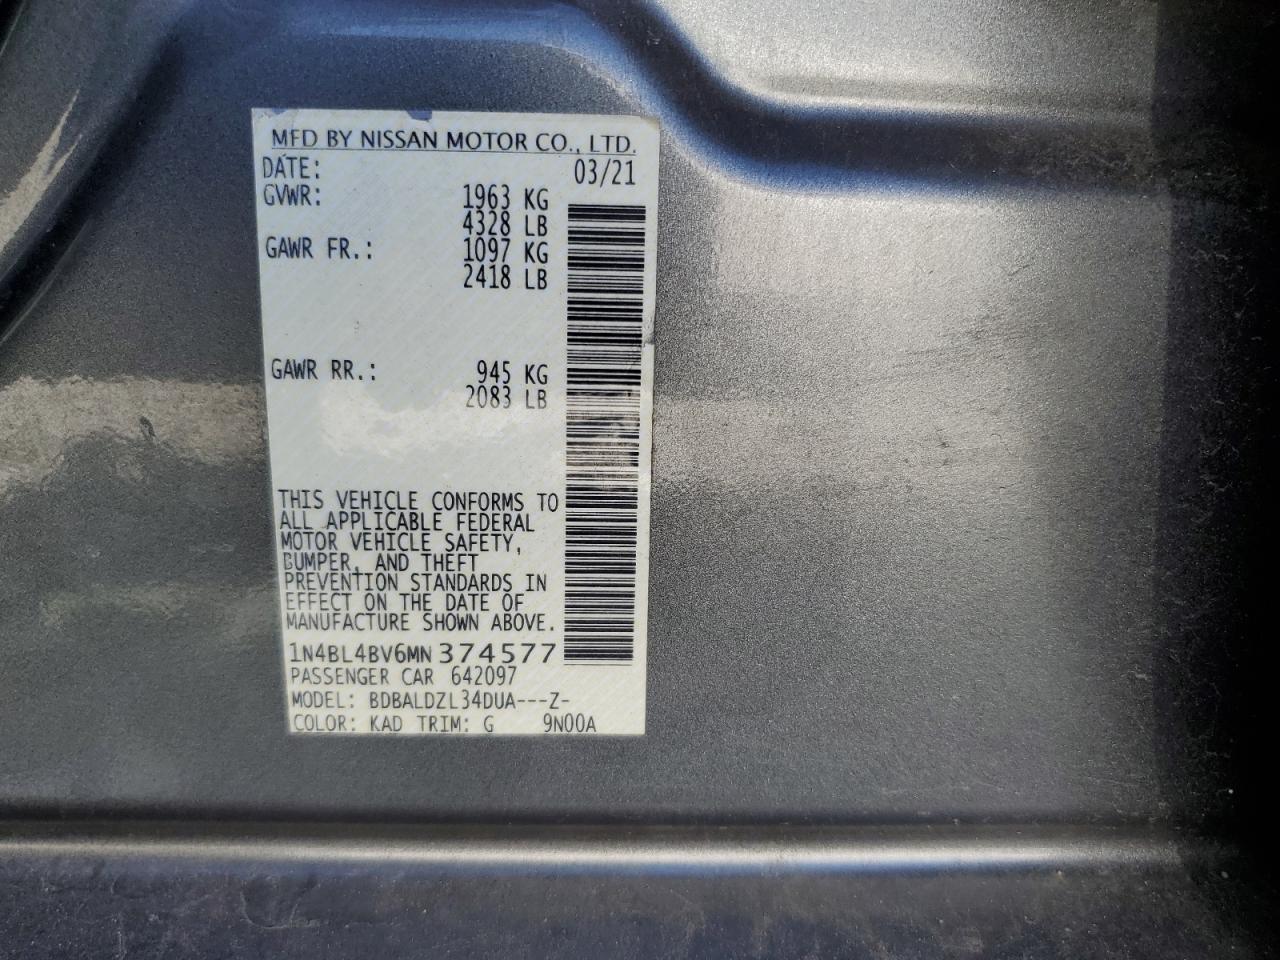 MFD BY NISSAN MOTOR CO., LTD.
DATE: 03/21
GVWR: 1963 KG
4328 LB
GAWR FR.: 1097 KG
2418 LB
GAWR RR.: 945 KG
2083 LB
THIS VEHICLE CONFORMS TO
ALL APPLICABLE FEDERAL
MOTOR VEHICLE SAFETY,
BUMPER, AND THEFT
PREVENTION STANDARDS IN
EFFECT ON THE DATE OF
MANUFACTURE SHOWN ABOVE.
1N4BL4BV6MN374577
PASSENGER CAR 642097
MODEL: BDBALDZL34DUA---Z-
COLOR: KAD TRIM: G 9N00A